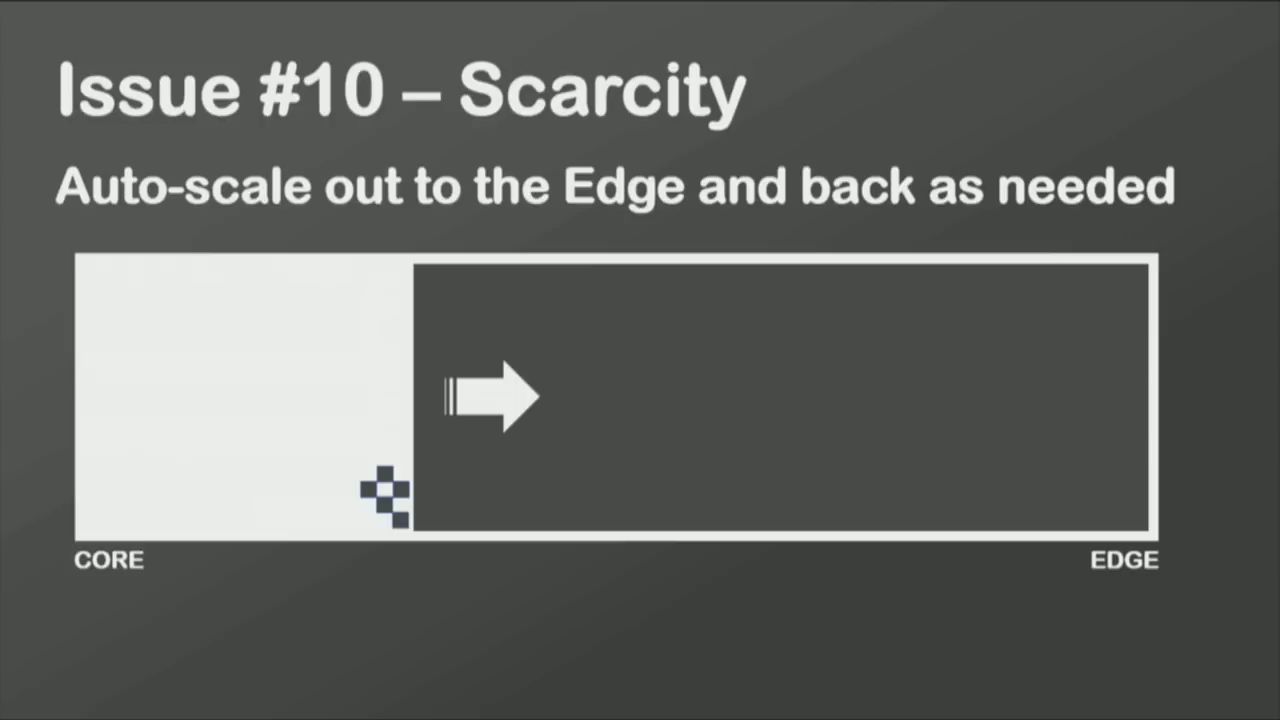 Issue #10 – Scarcity
Auto-scale out to the Edge and back as needed
CORE
EDGE